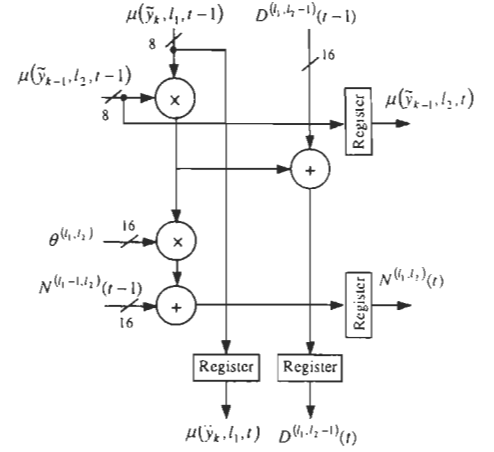 μ(ỹ_k, l_1, t−1)
D^{(l_1, l_2−1)}(t−1)
8
16
μ(ỹ_{k−1}, l_2, t−1)
8
×
Register
μ(ỹ_{k−1}, l_2, t)
+
θ^{(l_1, l_2)}
16
×
N^{(l_1−1, l_2)}(t−1)
16
+
Register
N^{(l_1, l_2)}(t)
Register
Register
μ(ỹ_k, l_1, t)
D^{(l_1, l_2−1)}(t)